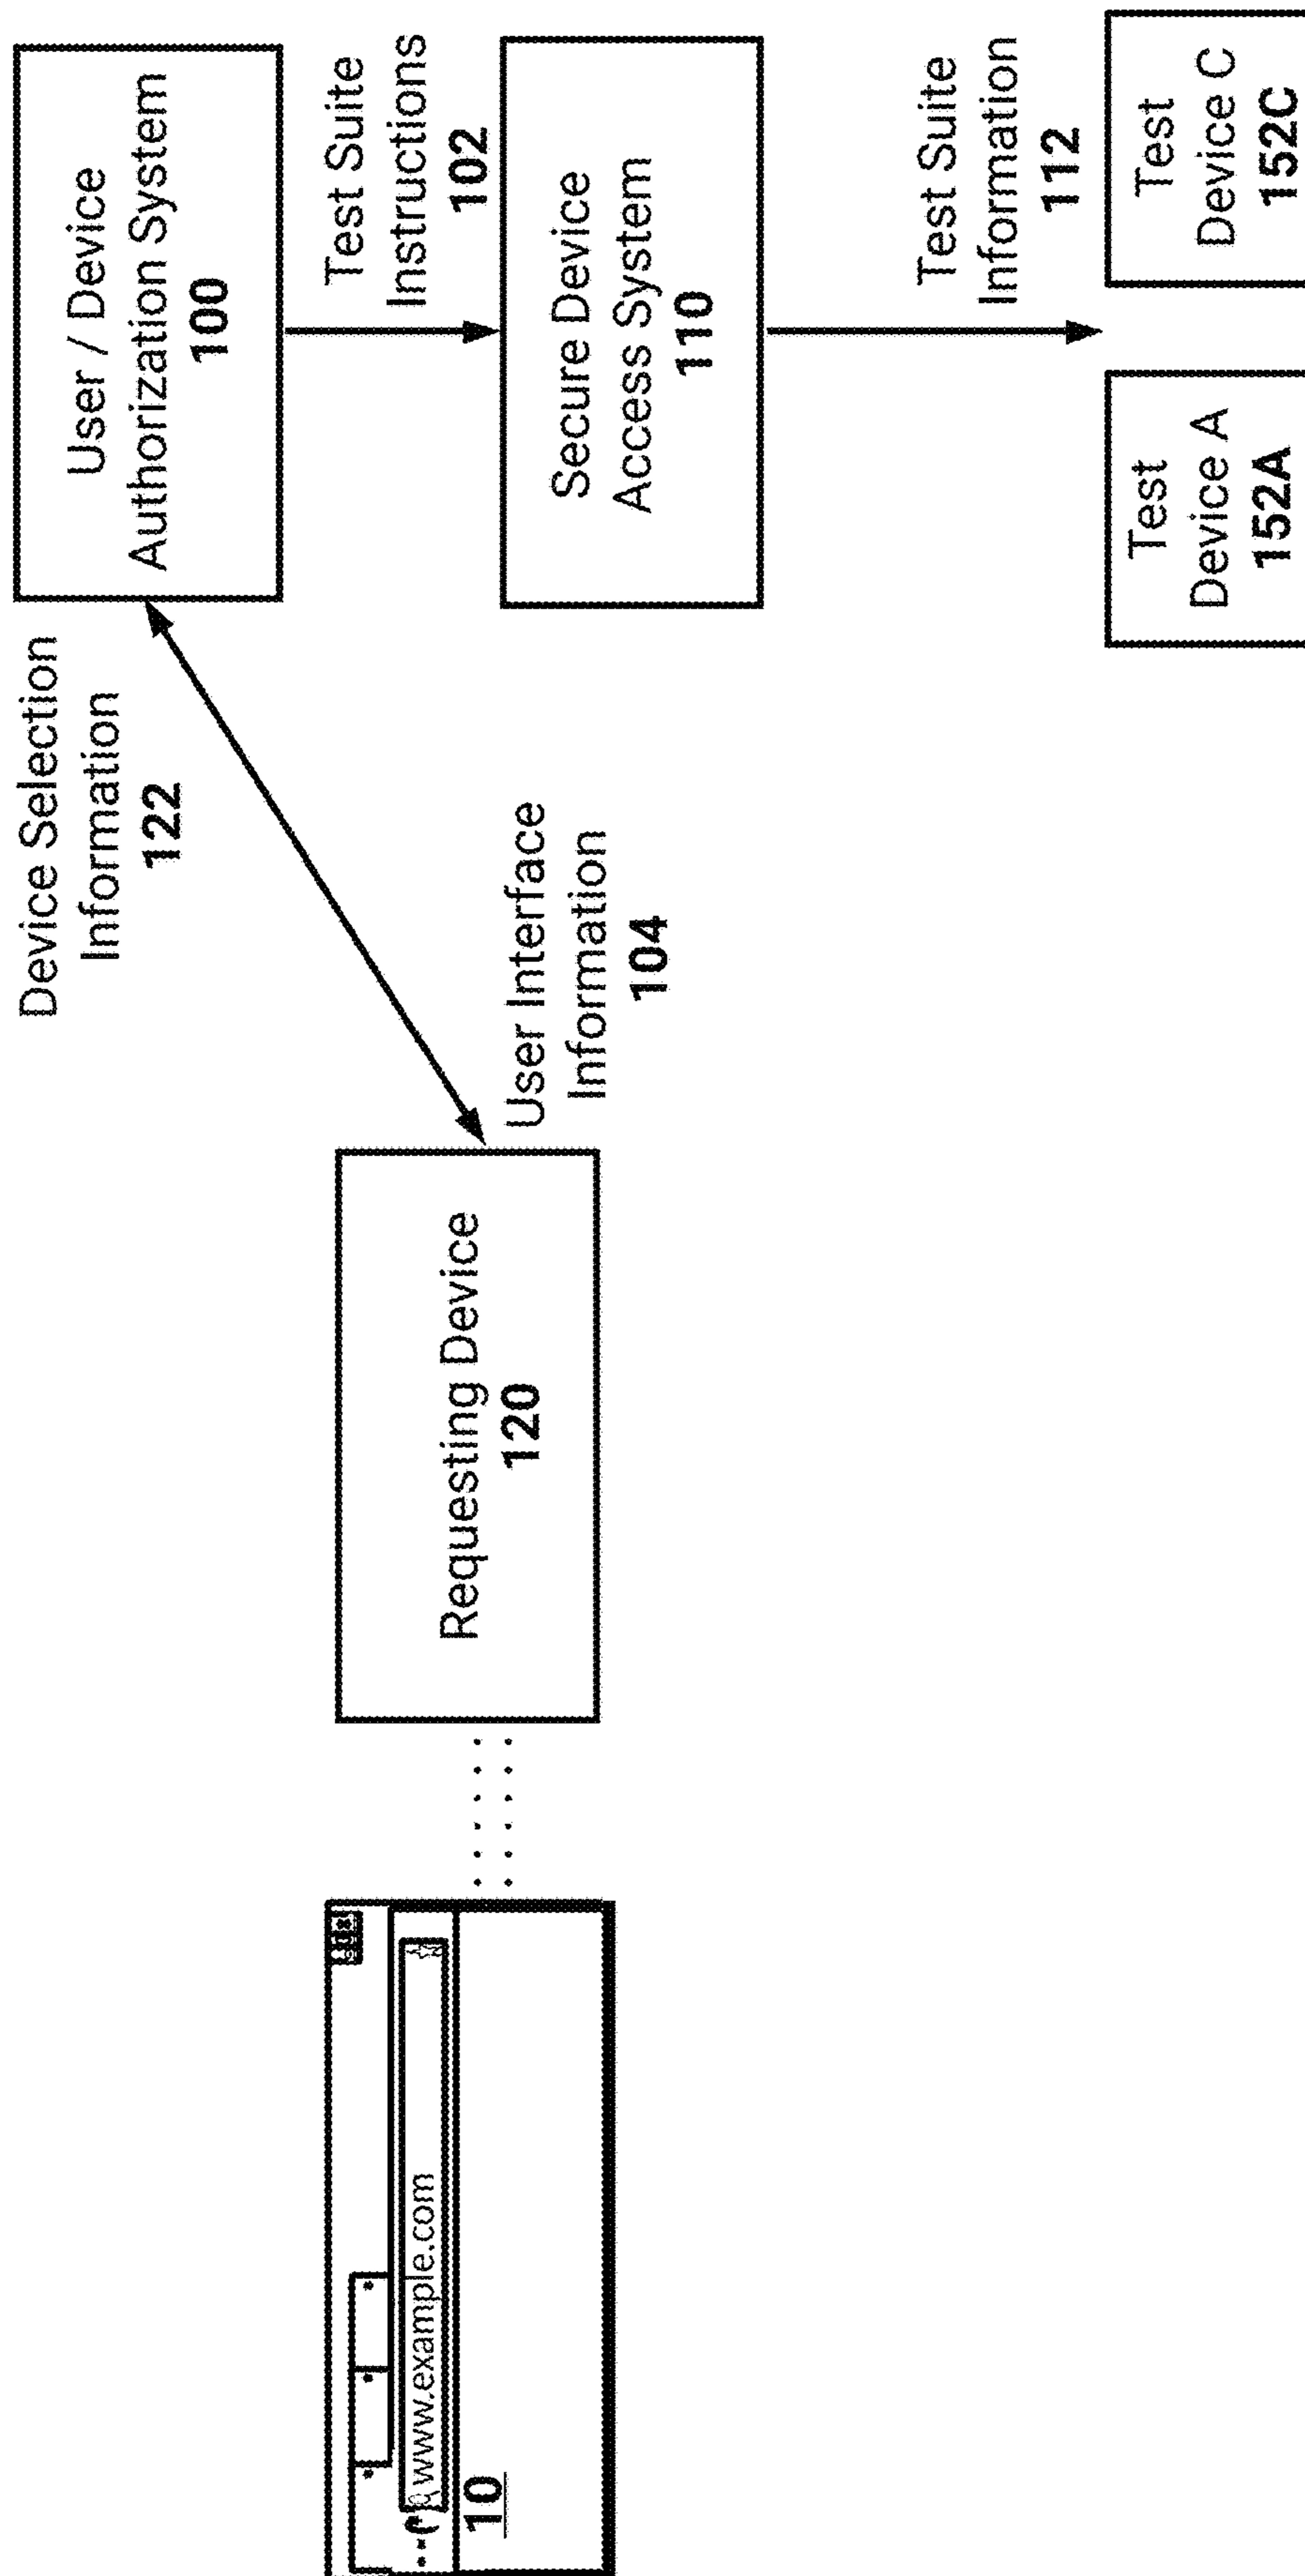 User / Device
Authorization System
100
Device Selection
Information
122
Test Suite
Instructions
102
www.example.com
10
Requesting Device
120
User Interface
Information
104
Secure Device
Access System
110
Test Suite
Information
112
Test
Device A
152A
Test
Device C
152C